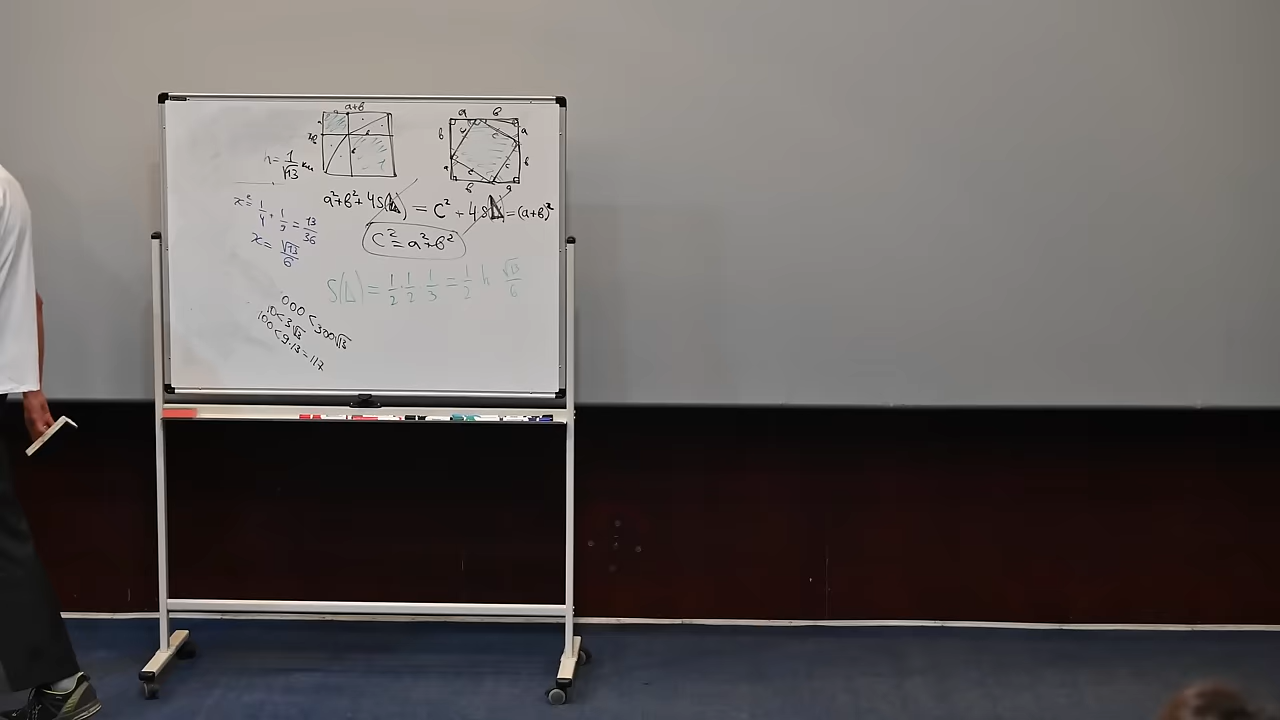 a+b
a b
h = 1/√13 км
a²+b²+4S(◺) = c²+4S◺=(a+b)²
x² = 1/4 + 1/9 = 13/36
c²=a²+b²
x = √13/6
S(◺) = 1/2 · 1/2 · 1/3 = 1/2 h √13/6
000 < 300√13
10 < 3√13
100 < 9·13 = 117